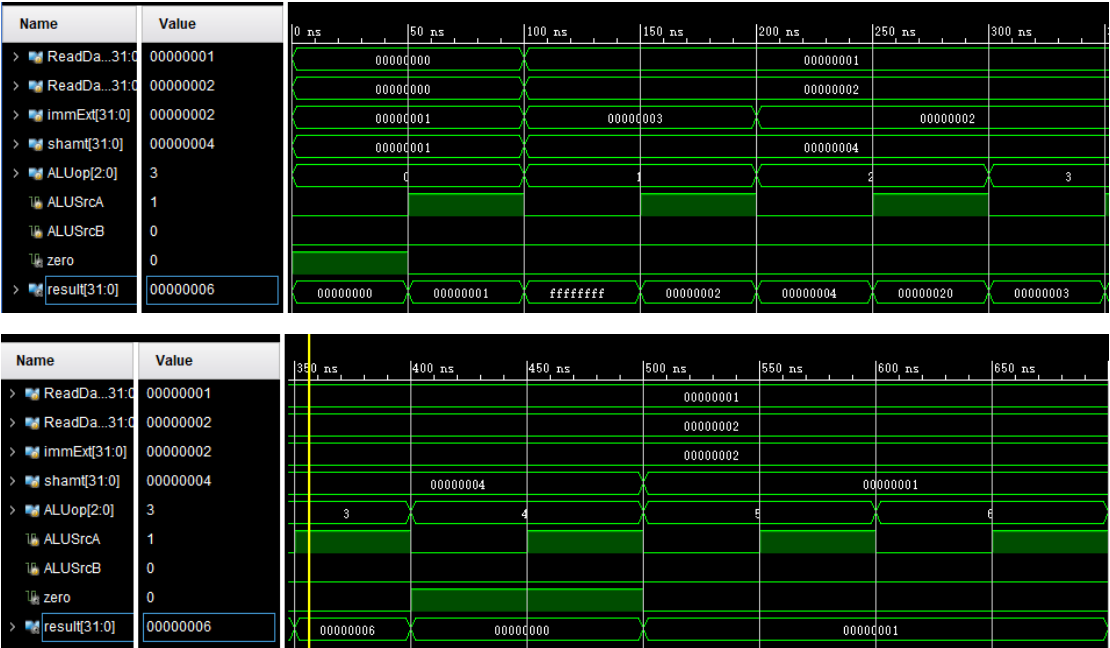 Name Value 0 ns 50 ns 100 ns 150 ns 200 ns 250 ns 300 ns
ReadDa...31:0 00000001 00000000 00000001
ReadDa...31:0 00000002 00000000 00000002
immExt[31:0] 00000002 00000001 00000003 00000002
shamt[31:0] 00000004 00000001 00000004
ALUop[2:0] 3 0 1 2 3
ALUSrcA 1
ALUSrcB 0
zero 0
result[31:0] 00000006 00000000 00000001 ffffffff 00000002 00000004 00000020 00000003
Name Value 350 ns 400 ns 450 ns 500 ns 550 ns 600 ns 650 ns
ReadDa...31:0 00000001 00000001
ReadDa...31:0 00000002 00000002
immExt[31:0] 00000002 00000002
shamt[31:0] 00000004 00000004 00000001
ALUop[2:0] 3 3 4 5 6
ALUSrcA 1
ALUSrcB 0
zero 0
result[31:0] 00000006 00000006 00000000 00000001